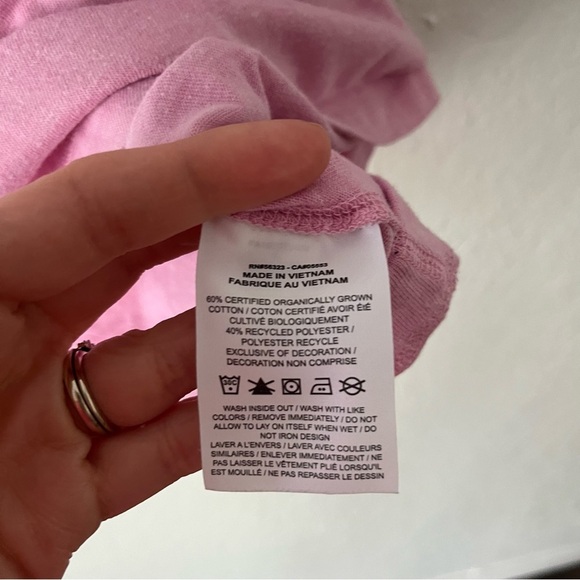 RN#56323 - CA#05553
MADE IN VIETNAM
FABRIQUE AU VIETNAM
60% CERTIFIED ORGANICALLY GROWN
COTTON / COTON CERTIFIÉ AVOIR ÉTÉ
CULTIVÉ BIOLOGIQUEMENT
40% RECYCLED POLYESTER /
POLYESTER RECYCLE
EXCLUSIVE OF DECORATION /
DECORATION NON COMPRISE
WASH INSIDE OUT / WASH WITH LIKE
COLORS / REMOVE IMMEDIATELY / DO NOT
ALLOW TO LAY ON ITSELF WHEN WET / DO
NOT IRON DESIGN
LAVER A L'ENVERS / LAVER AVEC COULEURS
SIMILAIRES / ENLEVER IMMEDIATEMENT / NE
PAS LAISSER LE VÊTEMENT PLIÉ LORSQU'IL
EST MOUILLÉ / NE PAS REPASSER LE DESSIN